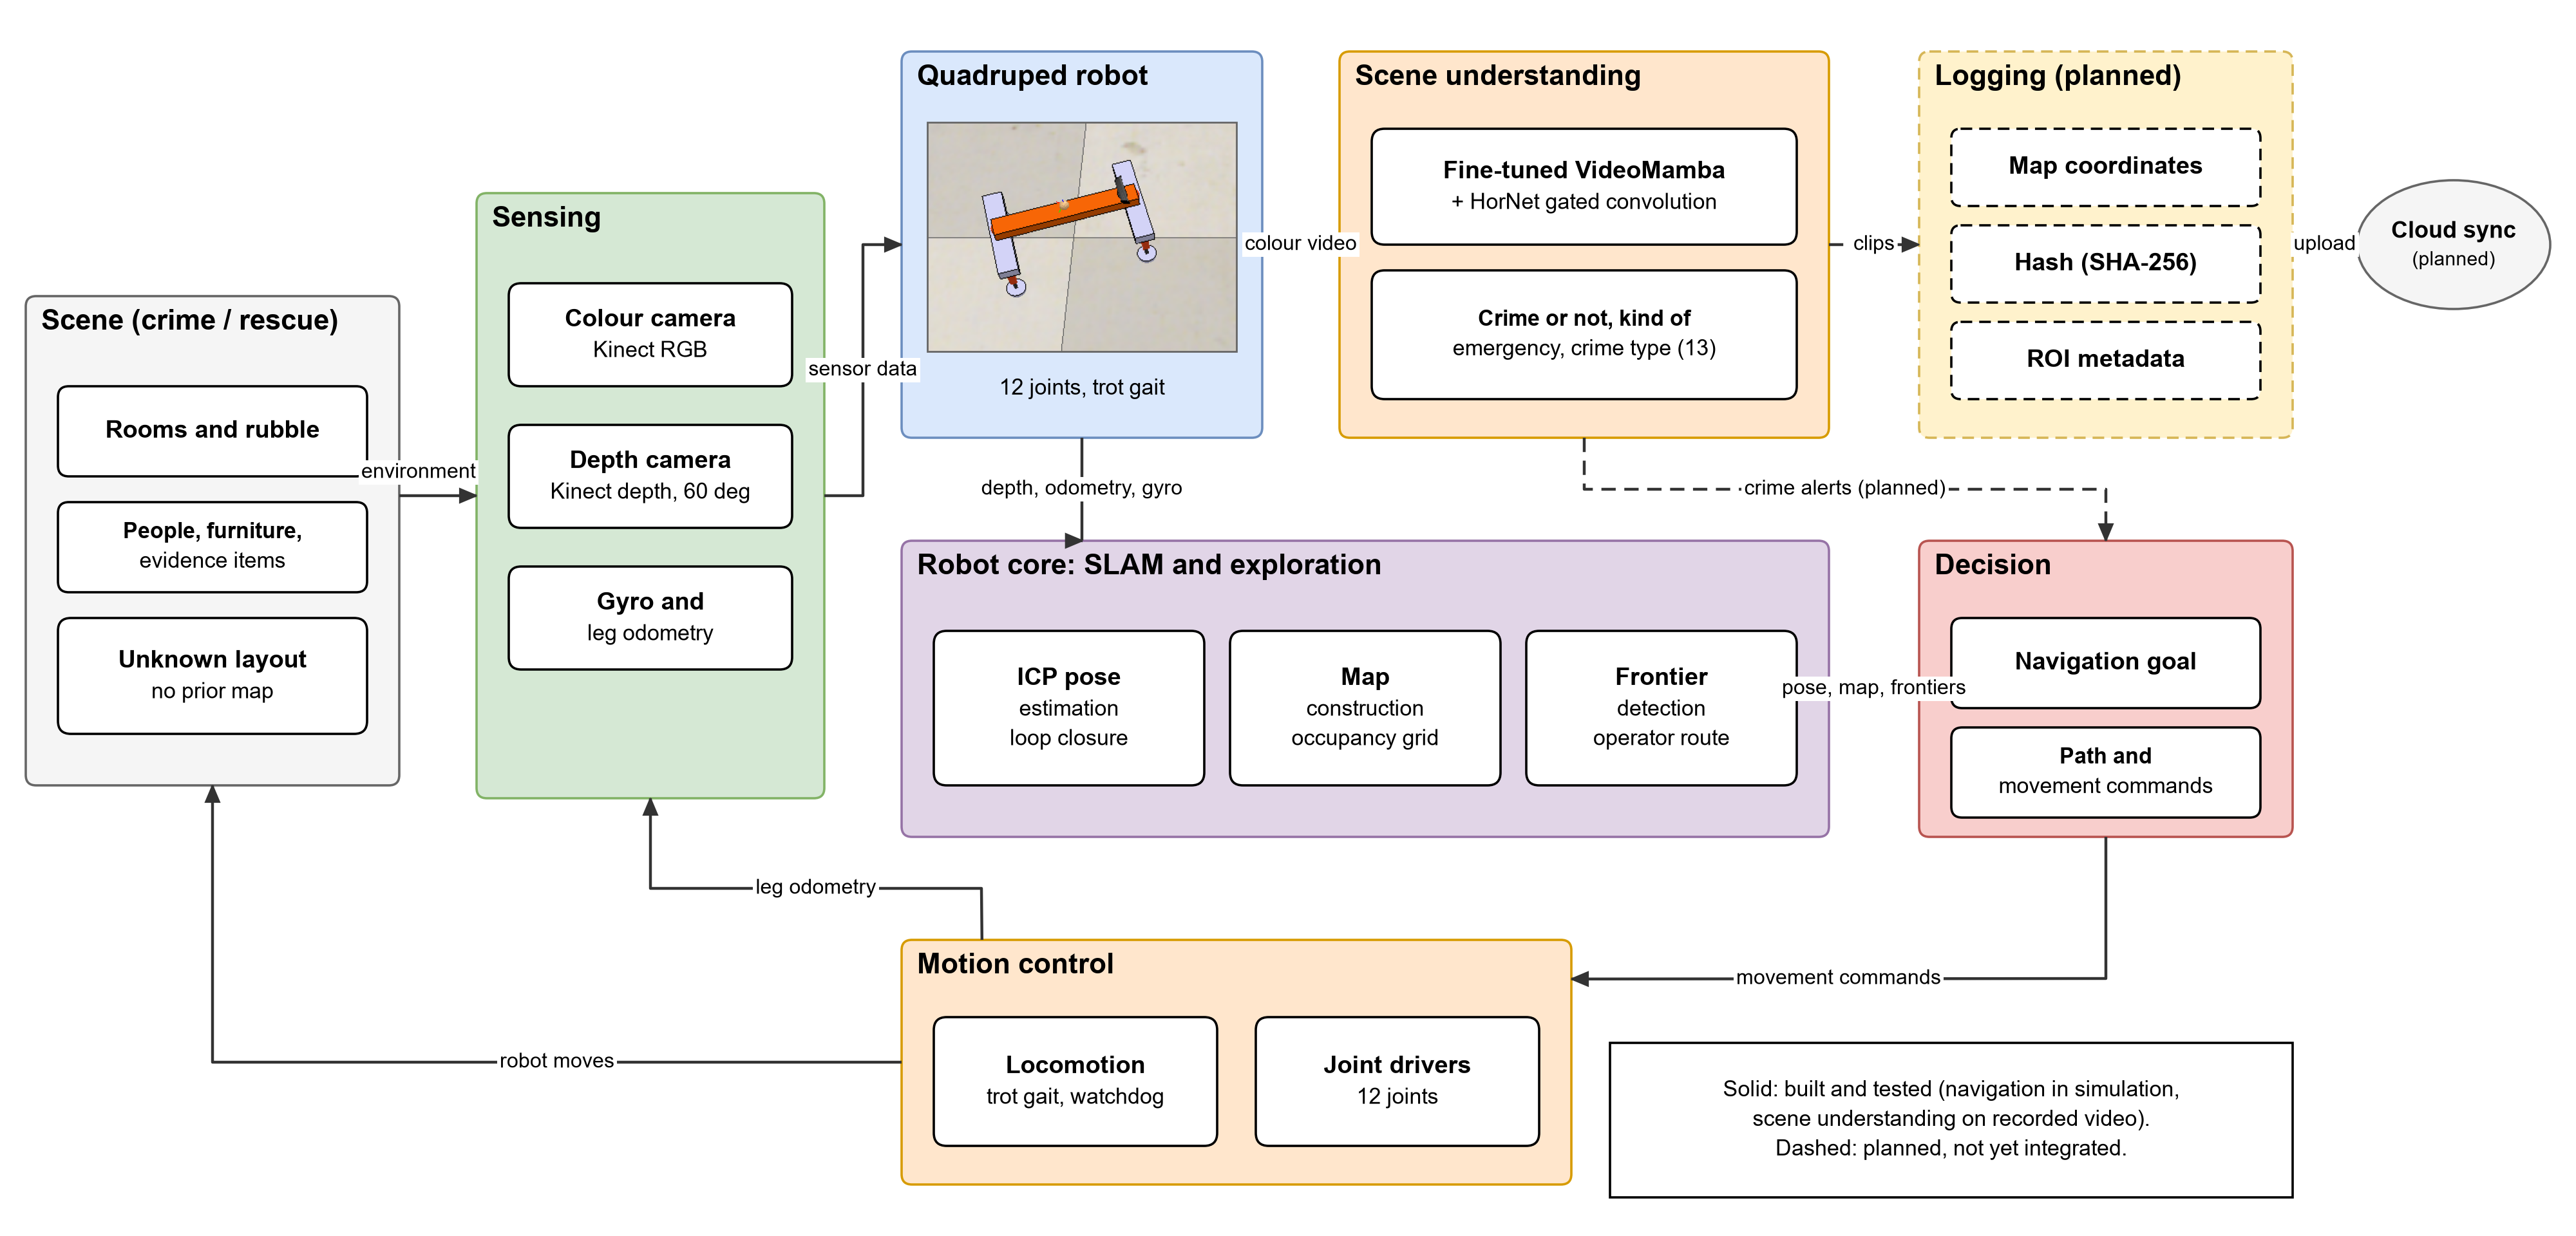 Scene (crime / rescue)
Rooms and rubble
People, furniture,
evidence items
Unknown layout
no prior map
environment
Sensing
Colour camera
Kinect RGB
Depth camera
Kinect depth, 60 deg
Gyro and
leg odometry
sensor data
Quadruped robot
12 joints, trot gait
colour video
Scene understanding
Fine-tuned VideoMamba
+ HorNet gated convolution
Crime or not, kind of
emergency, crime type (13)
clips
Logging (planned)
Map coordinates
Hash (SHA-256)
ROI metadata
upload
Cloud sync
(planned)
depth, odometry, gyro
crime alerts (planned)
Robot core: SLAM and exploration
ICP pose
estimation
loop closure
Map
construction
occupancy grid
Frontier
detection
operator route
pose, map, frontiers
Decision
Navigation goal
Path and
movement commands
leg odometry
Motion control
Locomotion
trot gait, watchdog
Joint drivers
12 joints
movement commands
robot moves
Solid: built and tested (navigation in simulation,
scene understanding on recorded video).
Dashed: planned, not yet integrated.